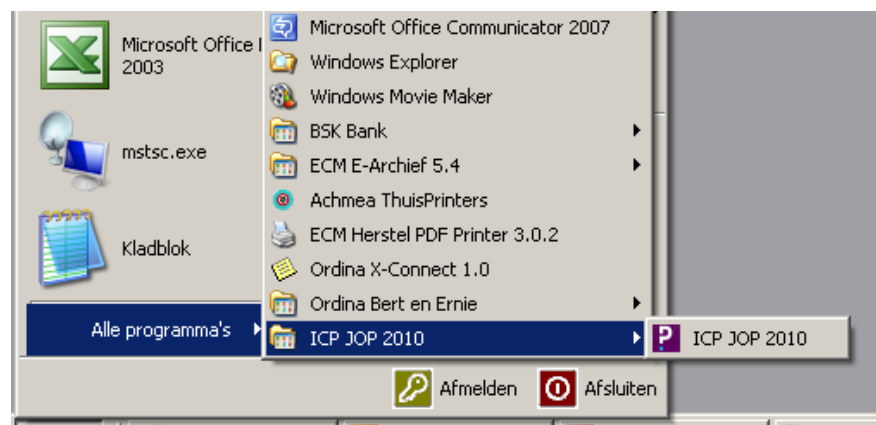 Microsoft Office
2003
mstsc.exe
Kladblok
Alle programma's
Microsoft Office Communicator 2007
Windows Explorer
Windows Movie Maker
BSK Bank
ECM E-Archief 5.4
Achmea ThuisPrinters
ECM Herstel PDF Printer 3.0.2
Ordina X-Connect 1.0
Ordina Bert en Ernie
ICP JOP 2010
ICP JOP 2010
Afmelden
Afsluiten